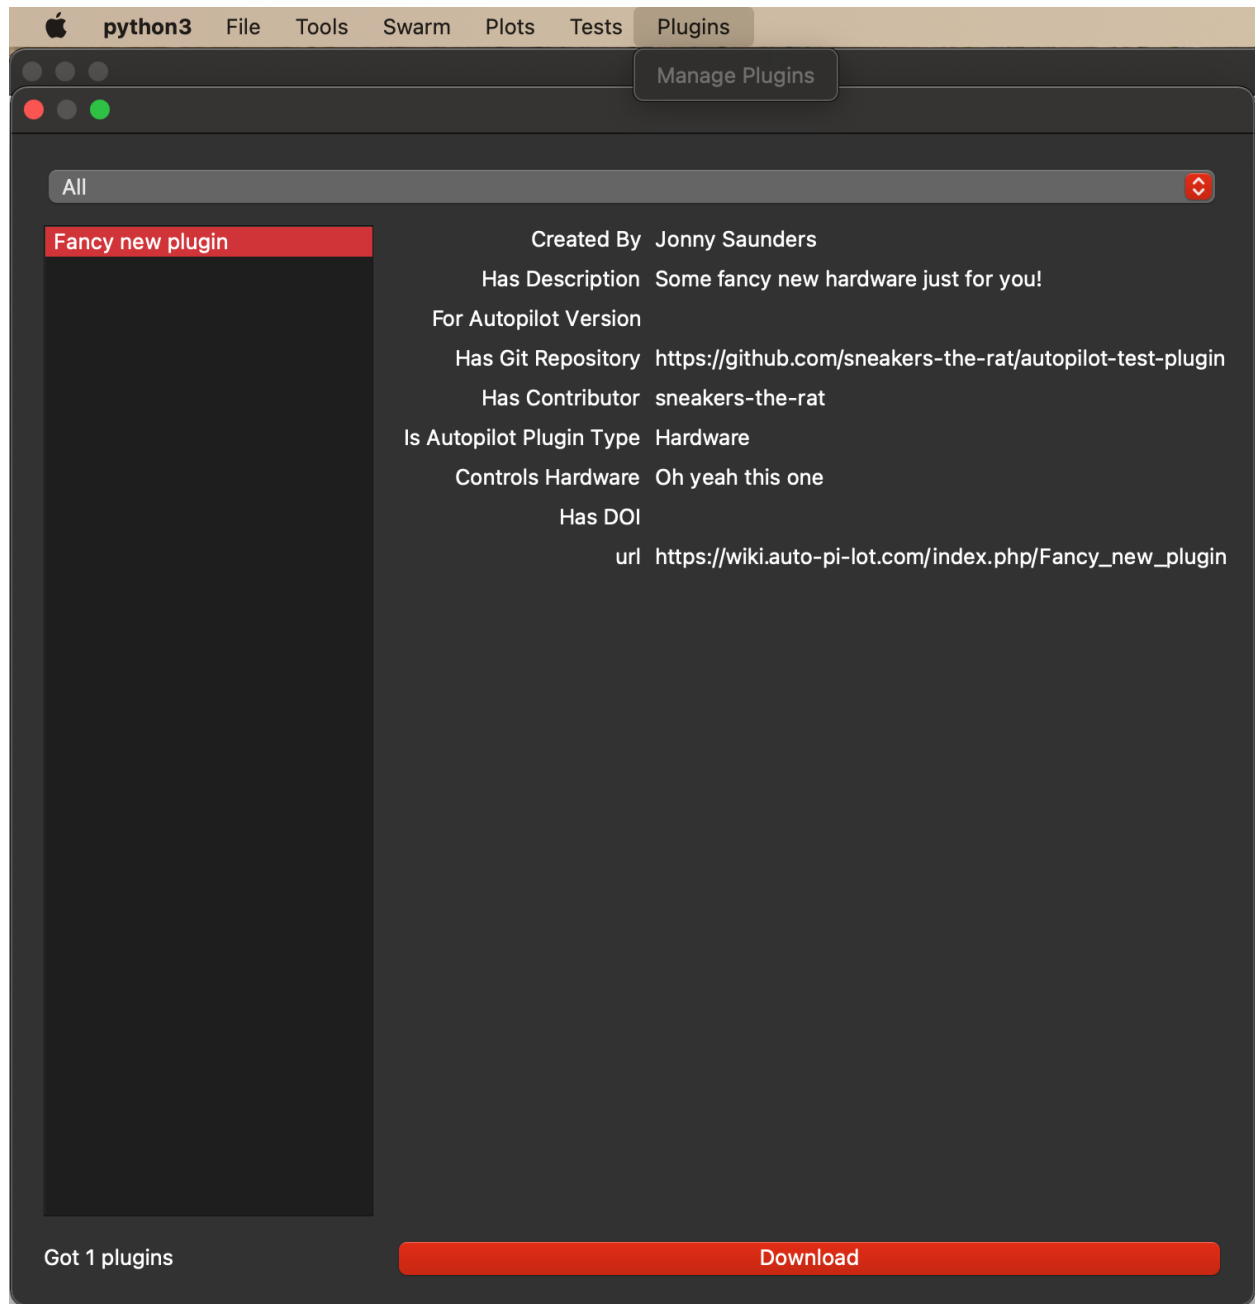 python3 File Tools Swarm Plots Tests Plugins
Manage Plugins
All
Fancy new plugin
Created By Jonny Saunders
Has Description Some fancy new hardware just for you!
For Autopilot Version
Has Git Repository https://github.com/sneakers-the-rat/autopilot-test-plugin
Has Contributor sneakers-the-rat
Is Autopilot Plugin Type Hardware
Controls Hardware Oh yeah this one
Has DOI
url https://wiki.auto-pi-lot.com/index.php/Fancy_new_plugin
Got 1 plugins
Download